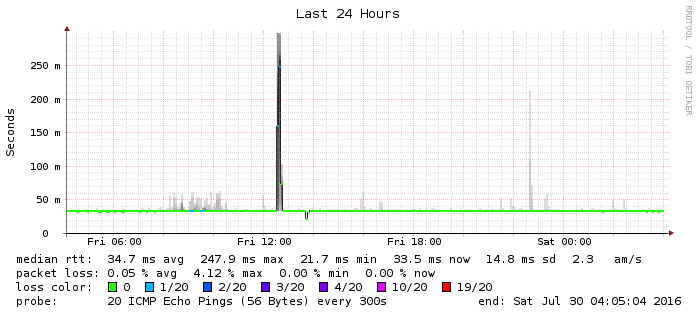 Last 24 Hours
RRDTOOL / TOBI OETIKER
Seconds
250 m
200 m
150 m
100 m
50 m
0
Fri 06:00 Fri 12:00 Fri 18:00 Sat 00:00
median rtt: 34.7 ms avg 247.9 ms max 21.7 ms min 33.5 ms now 14.8 ms sd 2.3 am/s
packet loss: 0.05 % avg 4.12 % max 0.00 % min 0.00 % now
loss color: 0 1/20 2/20 3/20 4/20 10/20 19/20
probe: 20 ICMP Echo Pings (56 Bytes) every 300s end: Sat Jul 30 04:05:04 2016